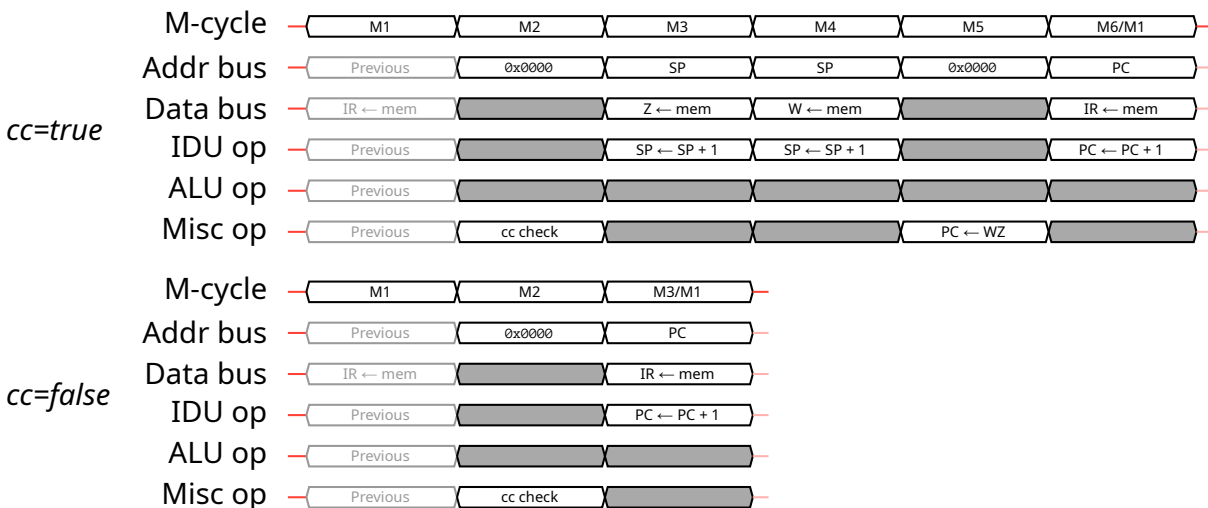 M-cycle M1 M2 M3 M4 M5 M6/M1
Addr bus Previous 0x0000 SP SP 0x0000 PC
Data bus IR ← mem Z ← mem W ← mem IR ← mem
cc=true
IDU op Previous SP ← SP + 1 SP ← SP + 1 PC ← PC + 1
ALU op Previous
Misc op Previous cc check PC ← WZ
M-cycle M1 M2 M3/M1
Addr bus Previous 0x0000 PC
Data bus IR ← mem IR ← mem
cc=false
IDU op Previous PC ← PC + 1
ALU op Previous
Misc op Previous cc check